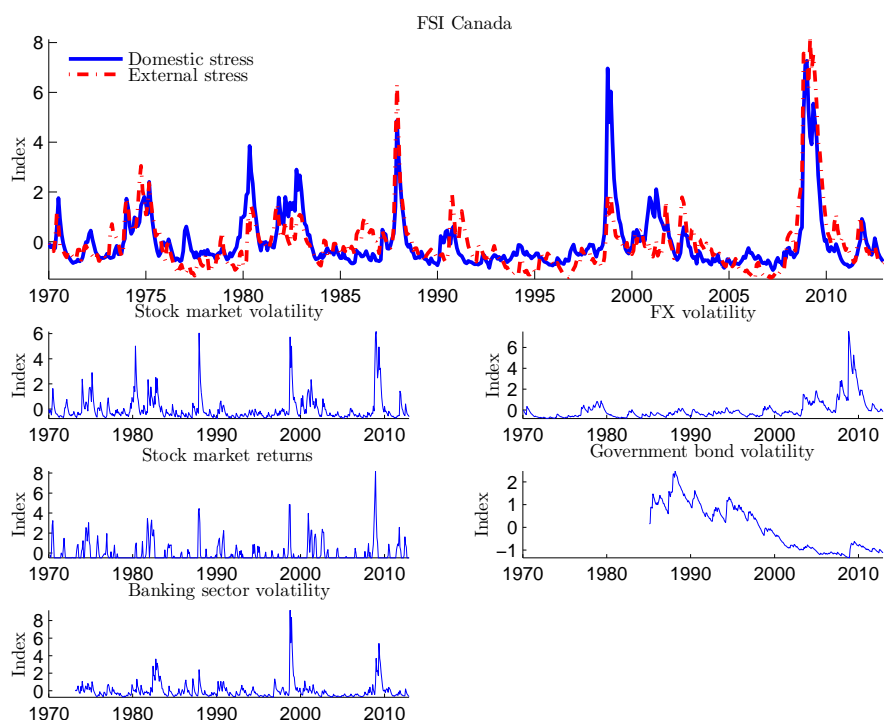 FSI Canada
8
6
4
2
0
Index
Domestic stress
External stress
1970 1975 1980 1985 1990 1995 2000 2005 2010
Stock market volatility
6
4
2
0
Index
1970 1980 1990 2000 2010
FX volatility
6
4
2
0
Index
1970 1980 1990 2000 2010
Stock market returns
8
6
4
2
0
Index
1970 1980 1990 2000 2010
Government bond volatility
2
1
0
−1
Index
1970 1980 1990 2000 2010
Banking sector volatility
8
6
4
2
0
Index
1970 1980 1990 2000 2010